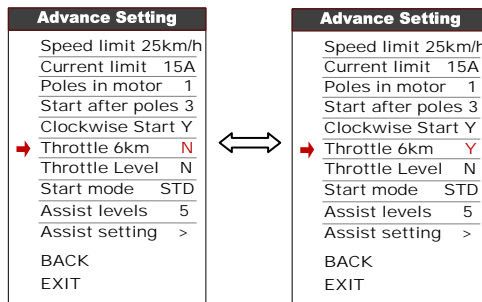 Advance Setting
Speed limit 25km/h
Current limit 15A
Poles in motor 1
Start after poles 3
Clockwise Start Y
Throttle 6km N
Throttle Level N
Start mode STD
Assist levels 5
Assist setting >
BACK
EXIT
Advance Setting
Speed limit 25km/h
Current limit 15A
Poles in motor 1
Start after poles 3
Clockwise Start Y
Throttle 6km Y
Throttle Level N
Start mode STD
Assist levels 5
Assist setting >
BACK
EXIT